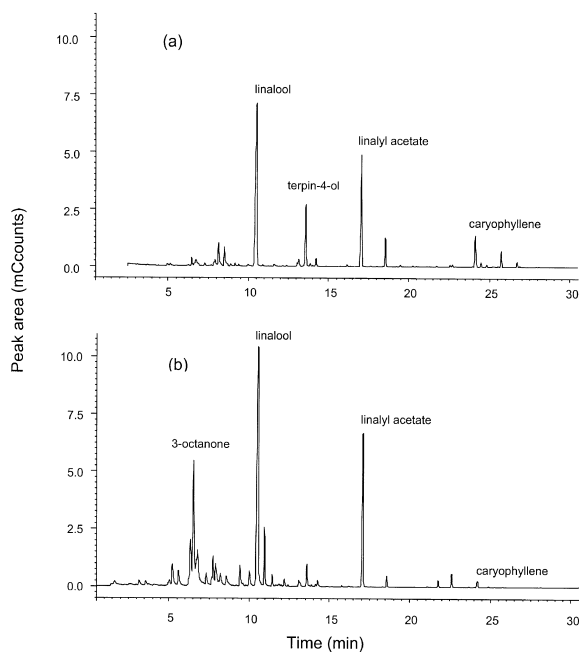 10.0
(a)
7.5
linalool
5.0
linalyl acetate
terpin-4-ol
2.5
caryophyllene
0.0
5 10 15 20 25 30
Peak area (mCcounts)
linalool
10.0
(b)
7.5
3-octanone
linalyl acetate
5.0
2.5
caryophyllene
0.0
5 10 15 20 25 30
Time (min)